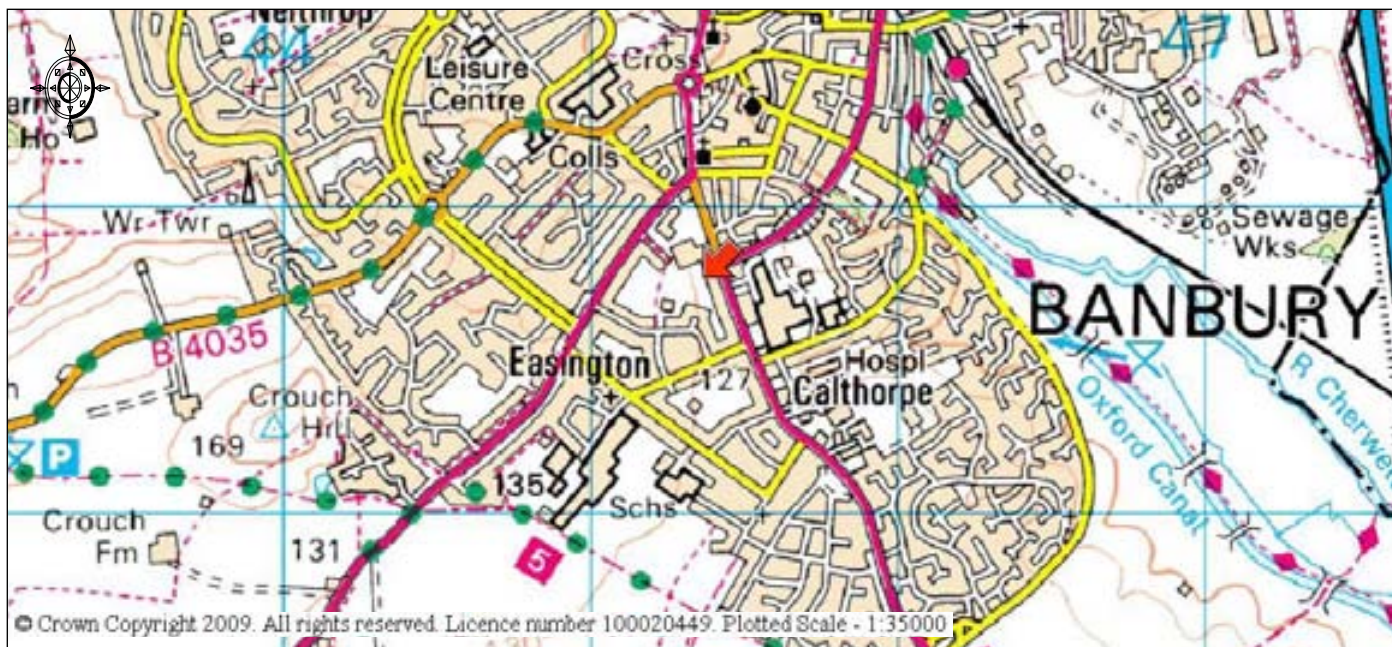 Neithrop
44
Leisure
Centre
Cross
47
Ho
Colls
Wr Twr
Sewage
Wks
BANBURY
B 4035
Easington
127
Hospl
Calthorpe
Crouch
Hill
169
Oxford Canal
R Cherwell
P
135
Schs
Crouch
Fm
131
5
© Crown Copyright 2009. All rights reserved. Licence number 100020449. Plotted Scale - 1:35000